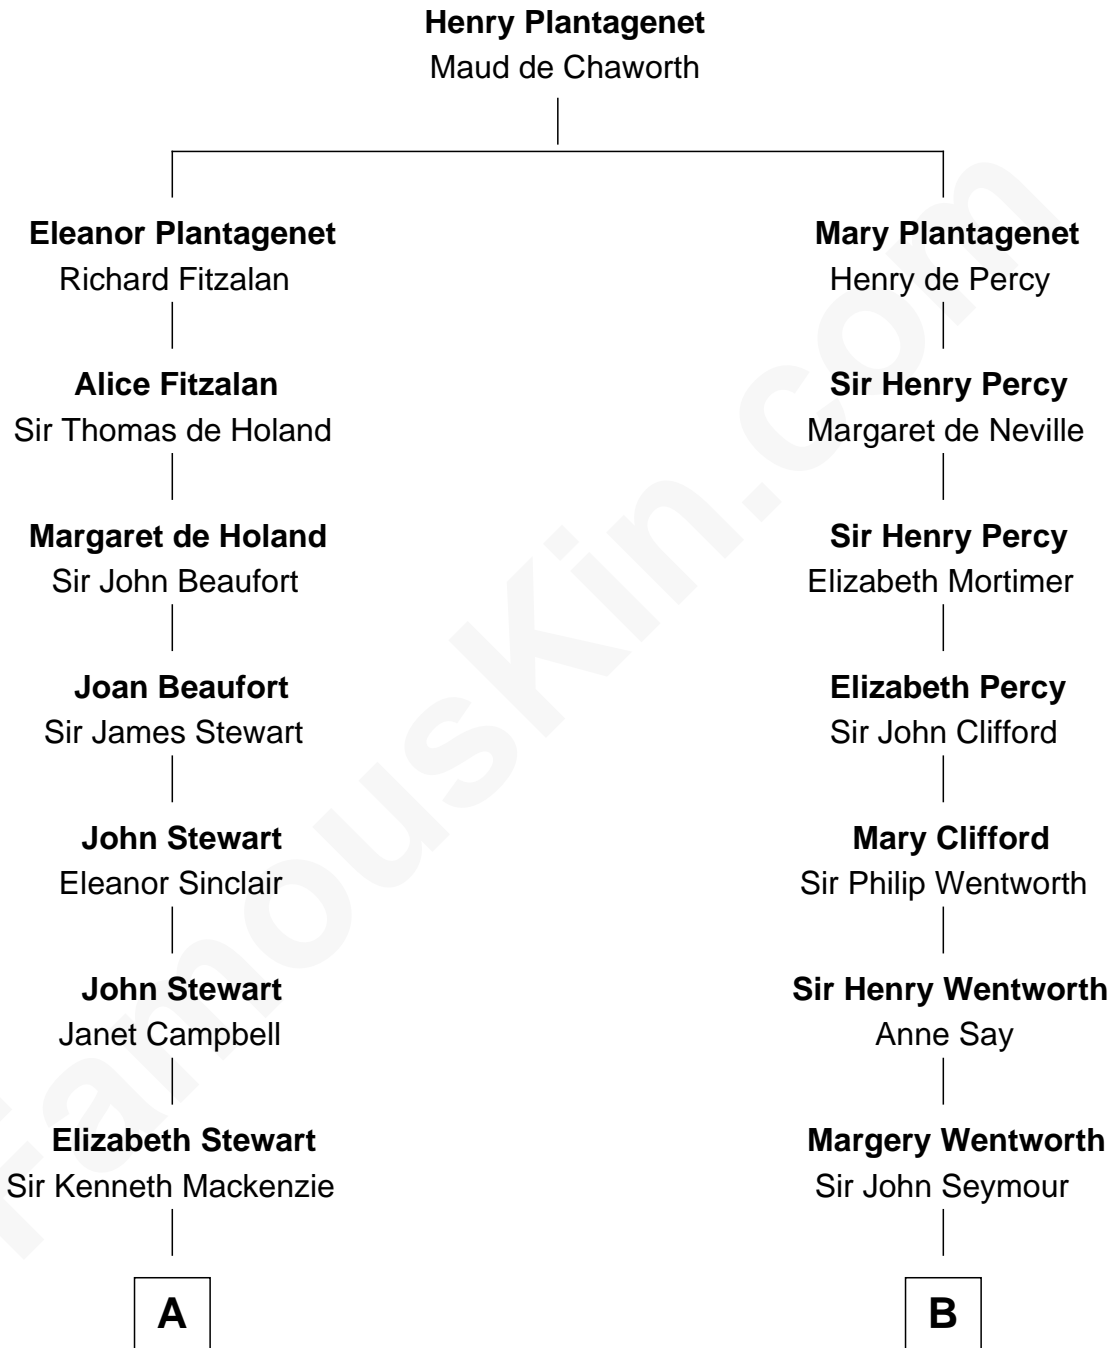 Henry Plantagenet
Maud de Chaworth
Eleanor Plantagenet
Richard Fitzalan
Mary Plantagenet
Henry de Percy
Alice Fitzalan
Sir Thomas de Holand
Sir Henry Percy
Margaret de Neville
Margaret de Holand
Sir John Beaufort
Sir Henry Percy
Elizabeth Mortimer
Joan Beaufort
Sir James Stewart
Elizabeth Percy
Sir John Clifford
John Stewart
Eleanor Sinclair
Mary Clifford
Sir Philip Wentworth
John Stewart
Janet Campbell
Sir Henry Wentworth
Anne Say
Elizabeth Stewart
Sir Kenneth Mackenzie
Margery Wentworth
Sir John Seymour
A
B
FamousKin.com